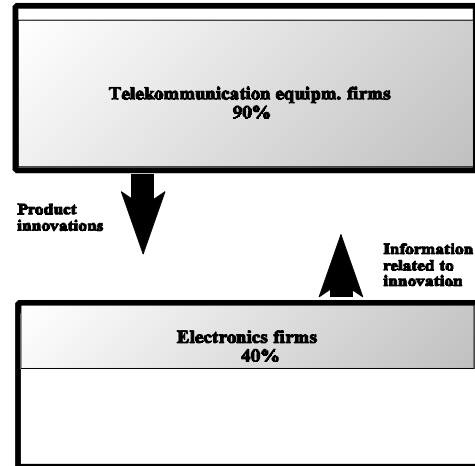 Telekommunication equipm. firms
90%
Product
innovations
Information
related to
innovation
Electronics firms
40%